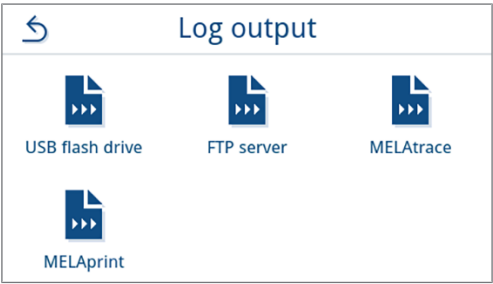 Log output
USB flash drive
FTP server
MELAtrace
MELAprint